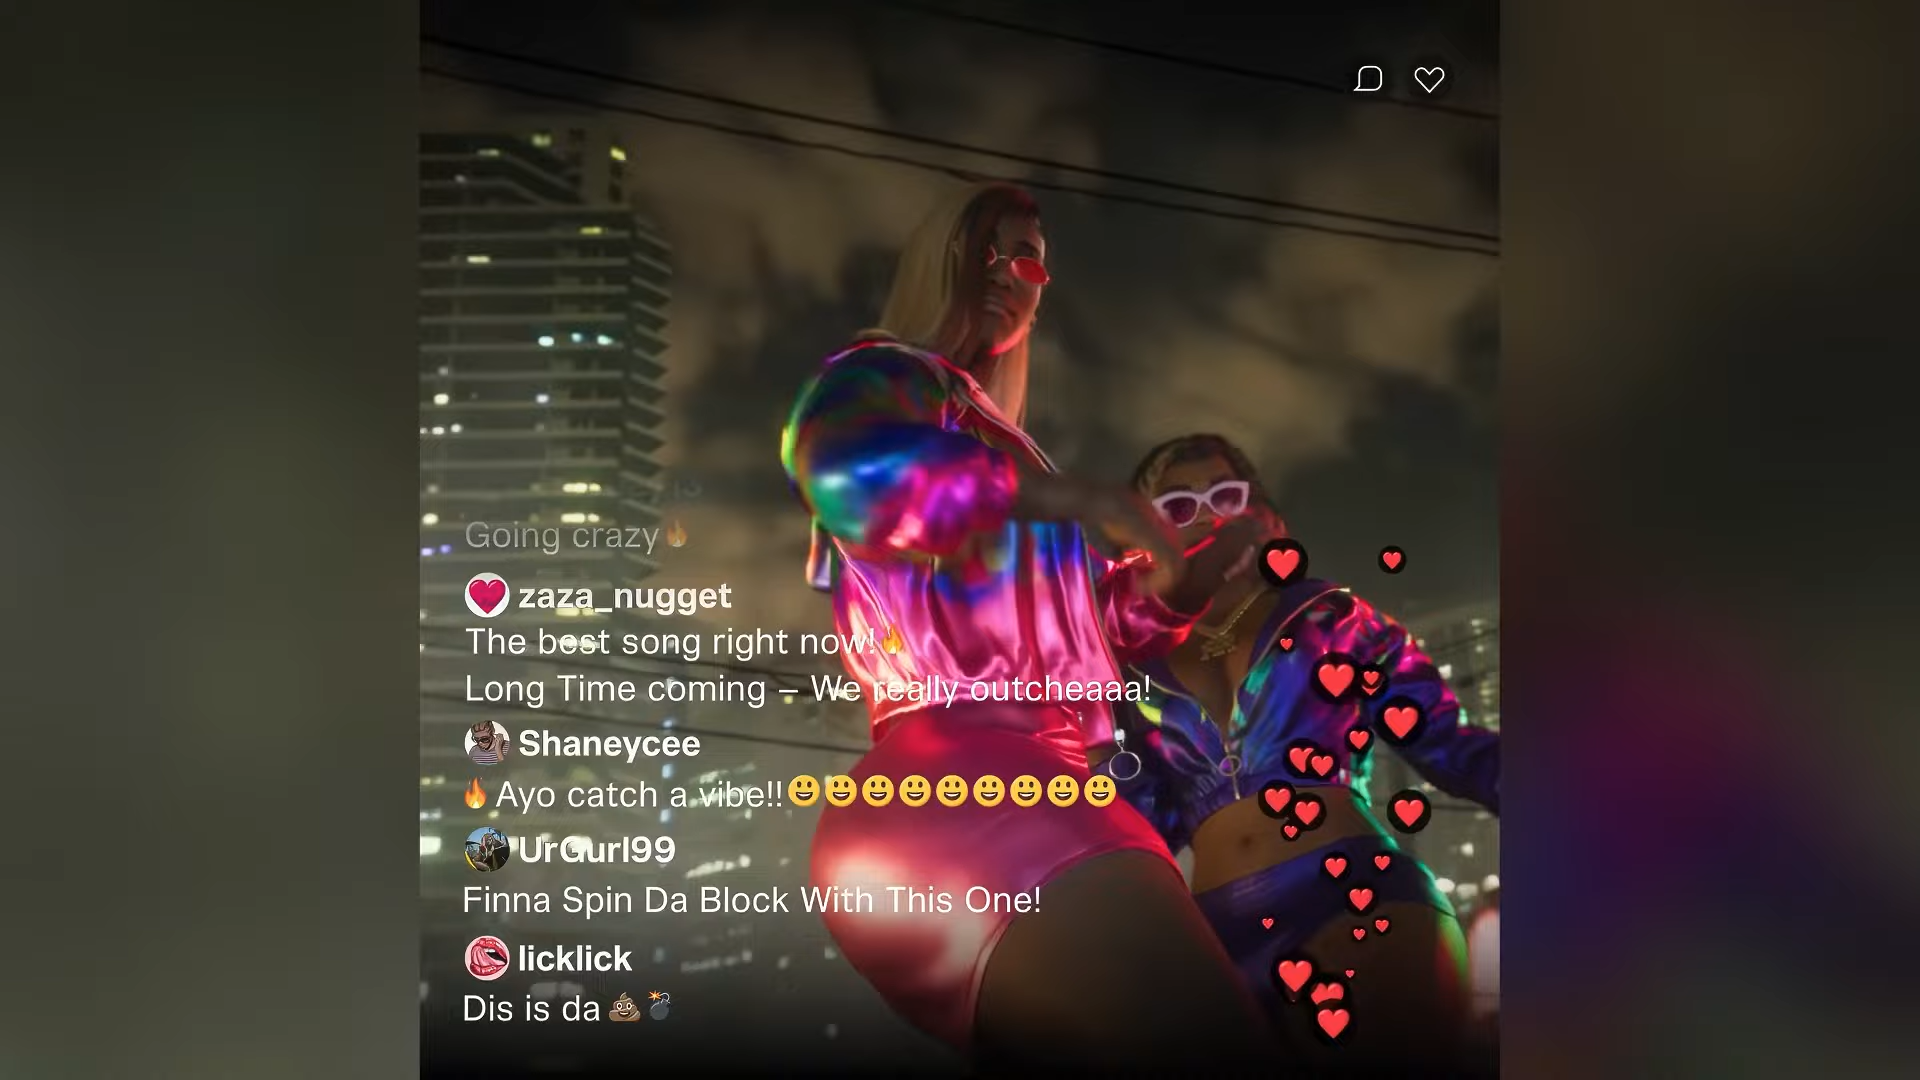 Going crazy🔥
zaza_nugget
The best song right now!🔥
Long Time coming – We really outcheaaa!
Shaneycee
🔥Ayo catch a vibe!!😃😃😃😃😃😃😃😃😃
UrGurl99
Finna Spin Da Block With This One!
licklick
Dis is da💩💣